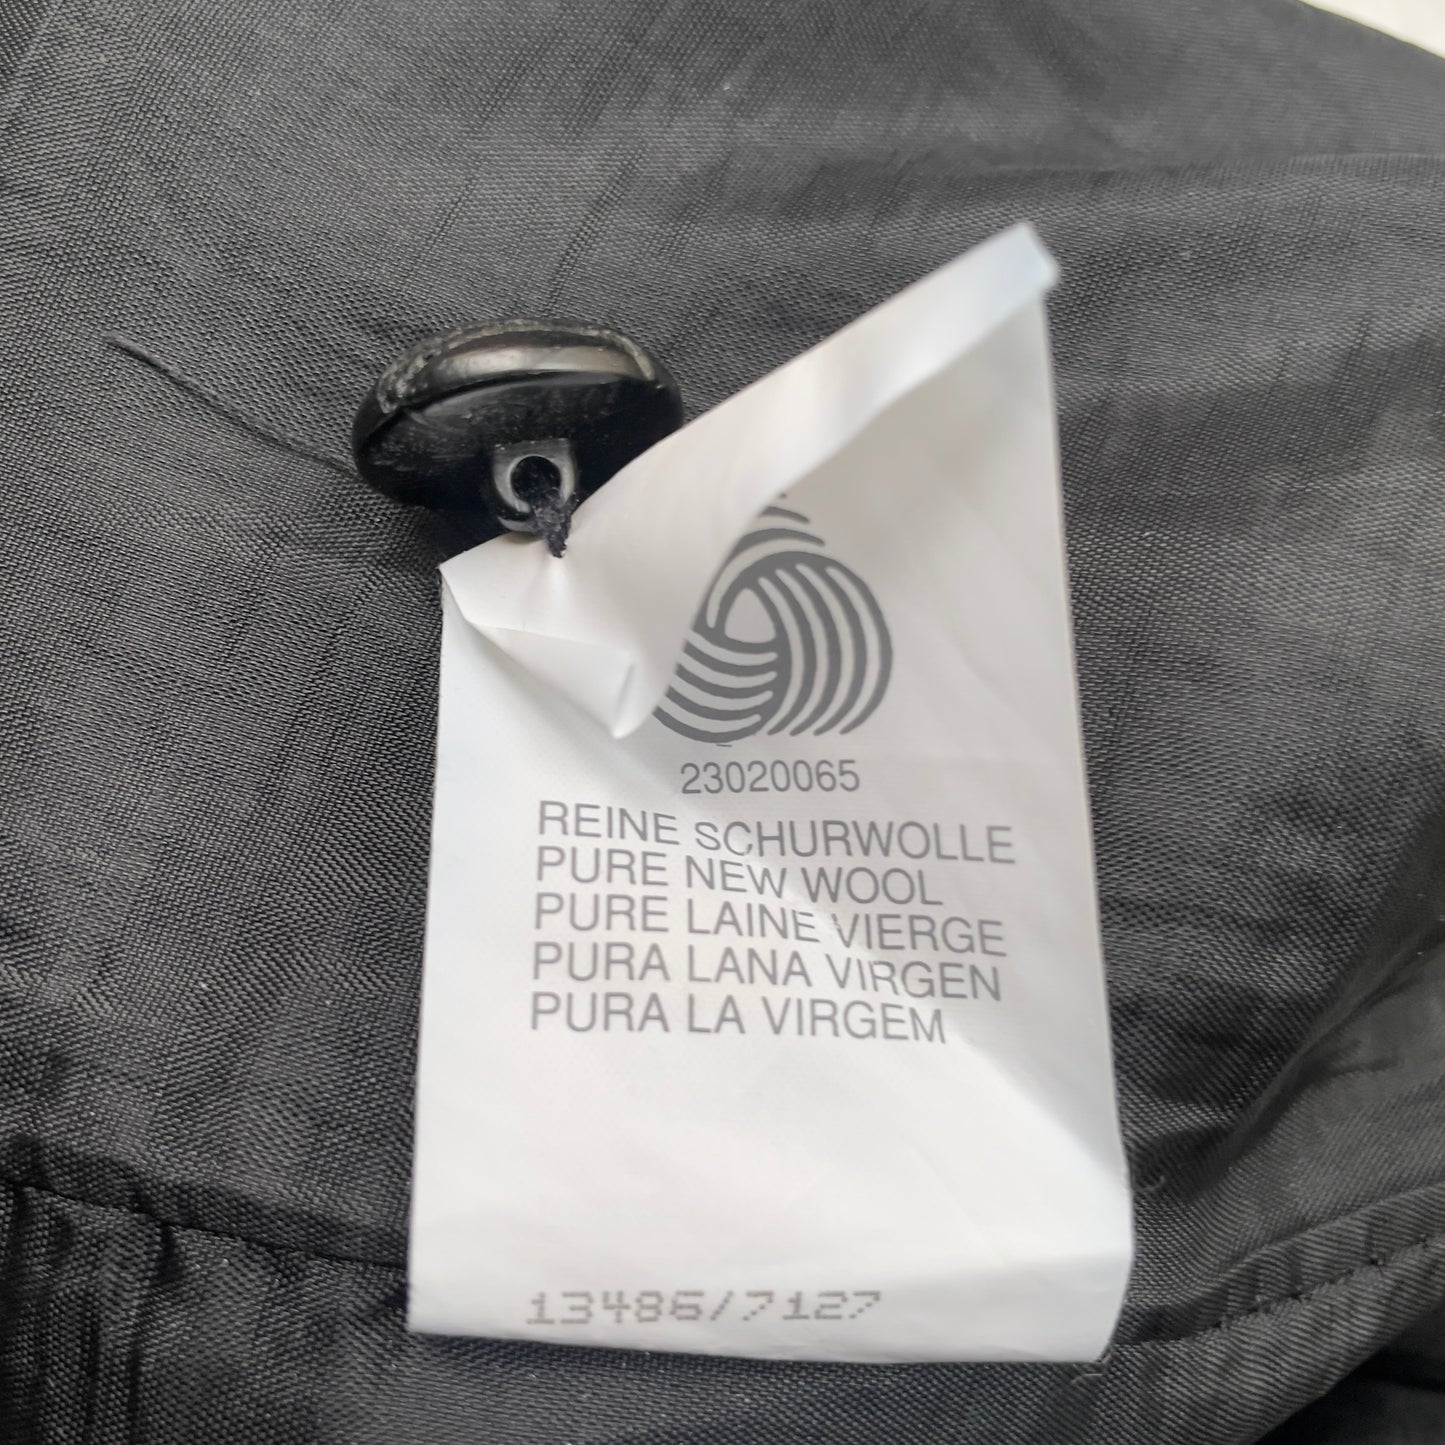 23020065
REINE SCHURWOLLE
PURE NEW WOOL
PURE LAINE VIERGE
PURA LANA VIRGEN
PURA LA VIRGEM
13486/7127